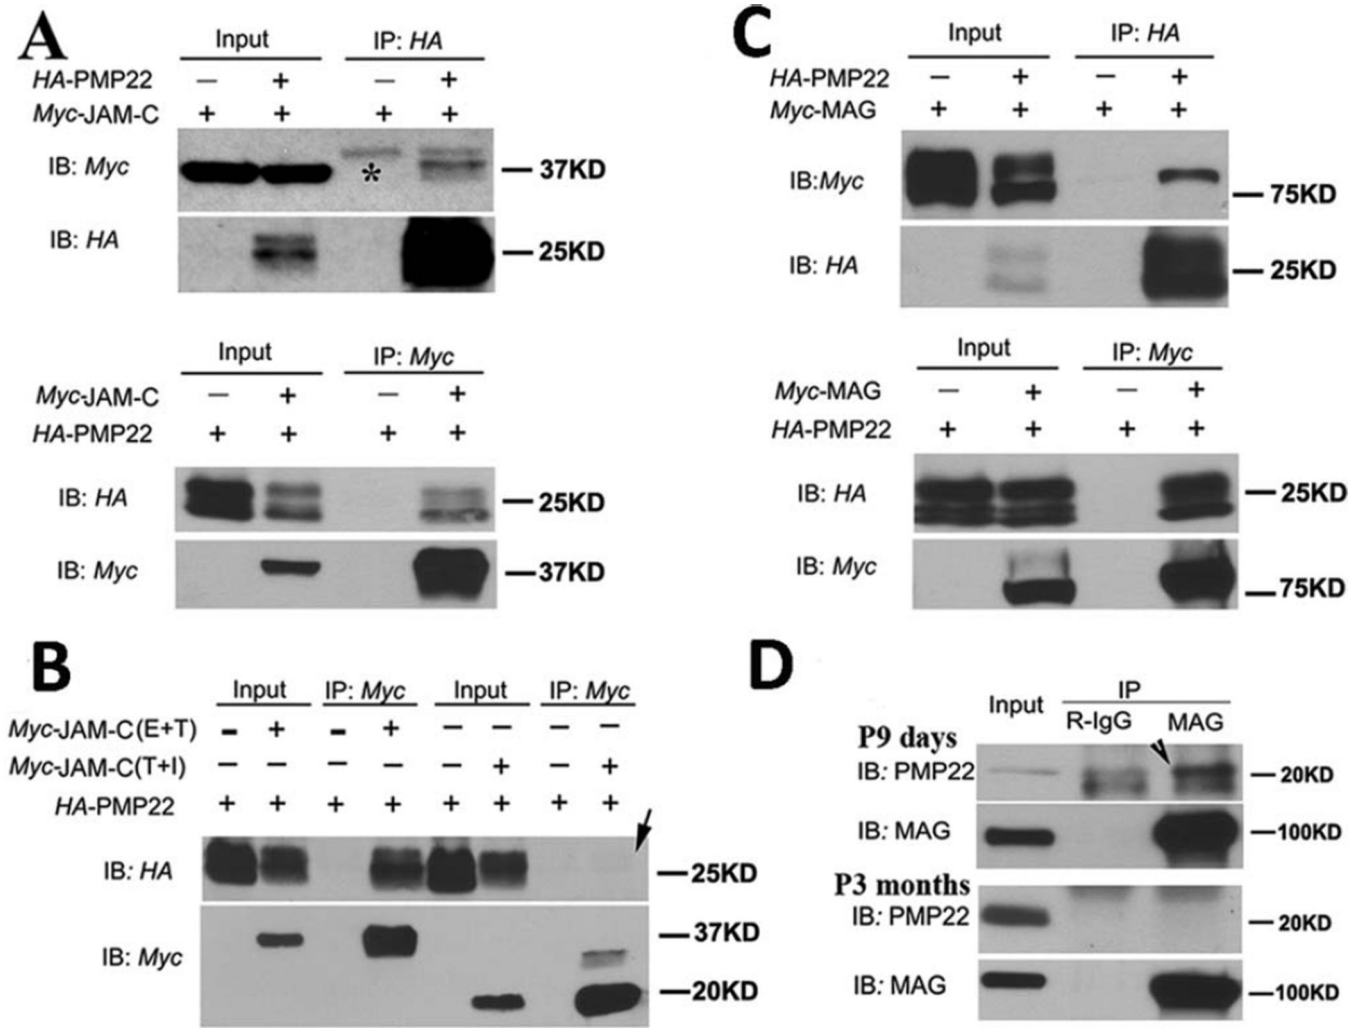 A
Input IP: HA
HA-PMP22 − + − +
Myc-JAM-C + + + +
IB: Myc * 37KD
IB: HA 25KD
Input IP: Myc
Myc-JAM-C − + − +
HA-PMP22 + + + +
IB: HA 25KD
IB: Myc 37KD
B
Input IP: Myc Input IP: Myc
Myc-JAM-C(E+T) - + - + − − − −
Myc-JAM-C(T+I) − − − − − + − +
HA-PMP22 + + + + + + + +
IB: HA 25KD
IB: Myc 37KD
20KD
C
Input IP: HA
HA-PMP22 − + − +
Myc-MAG + + + +
IB:Myc 75KD
IB: HA 25KD
Input IP: Myc
Myc-MAG − + − +
HA-PMP22 + + + +
IB: HA 25KD
IB: Myc 75KD
D
Input IP
R-IgG MAG
P9 days
IB: PMP22 20KD
IB: MAG 100KD
P3 months
IB: PMP22 20KD
IB: MAG 100KD